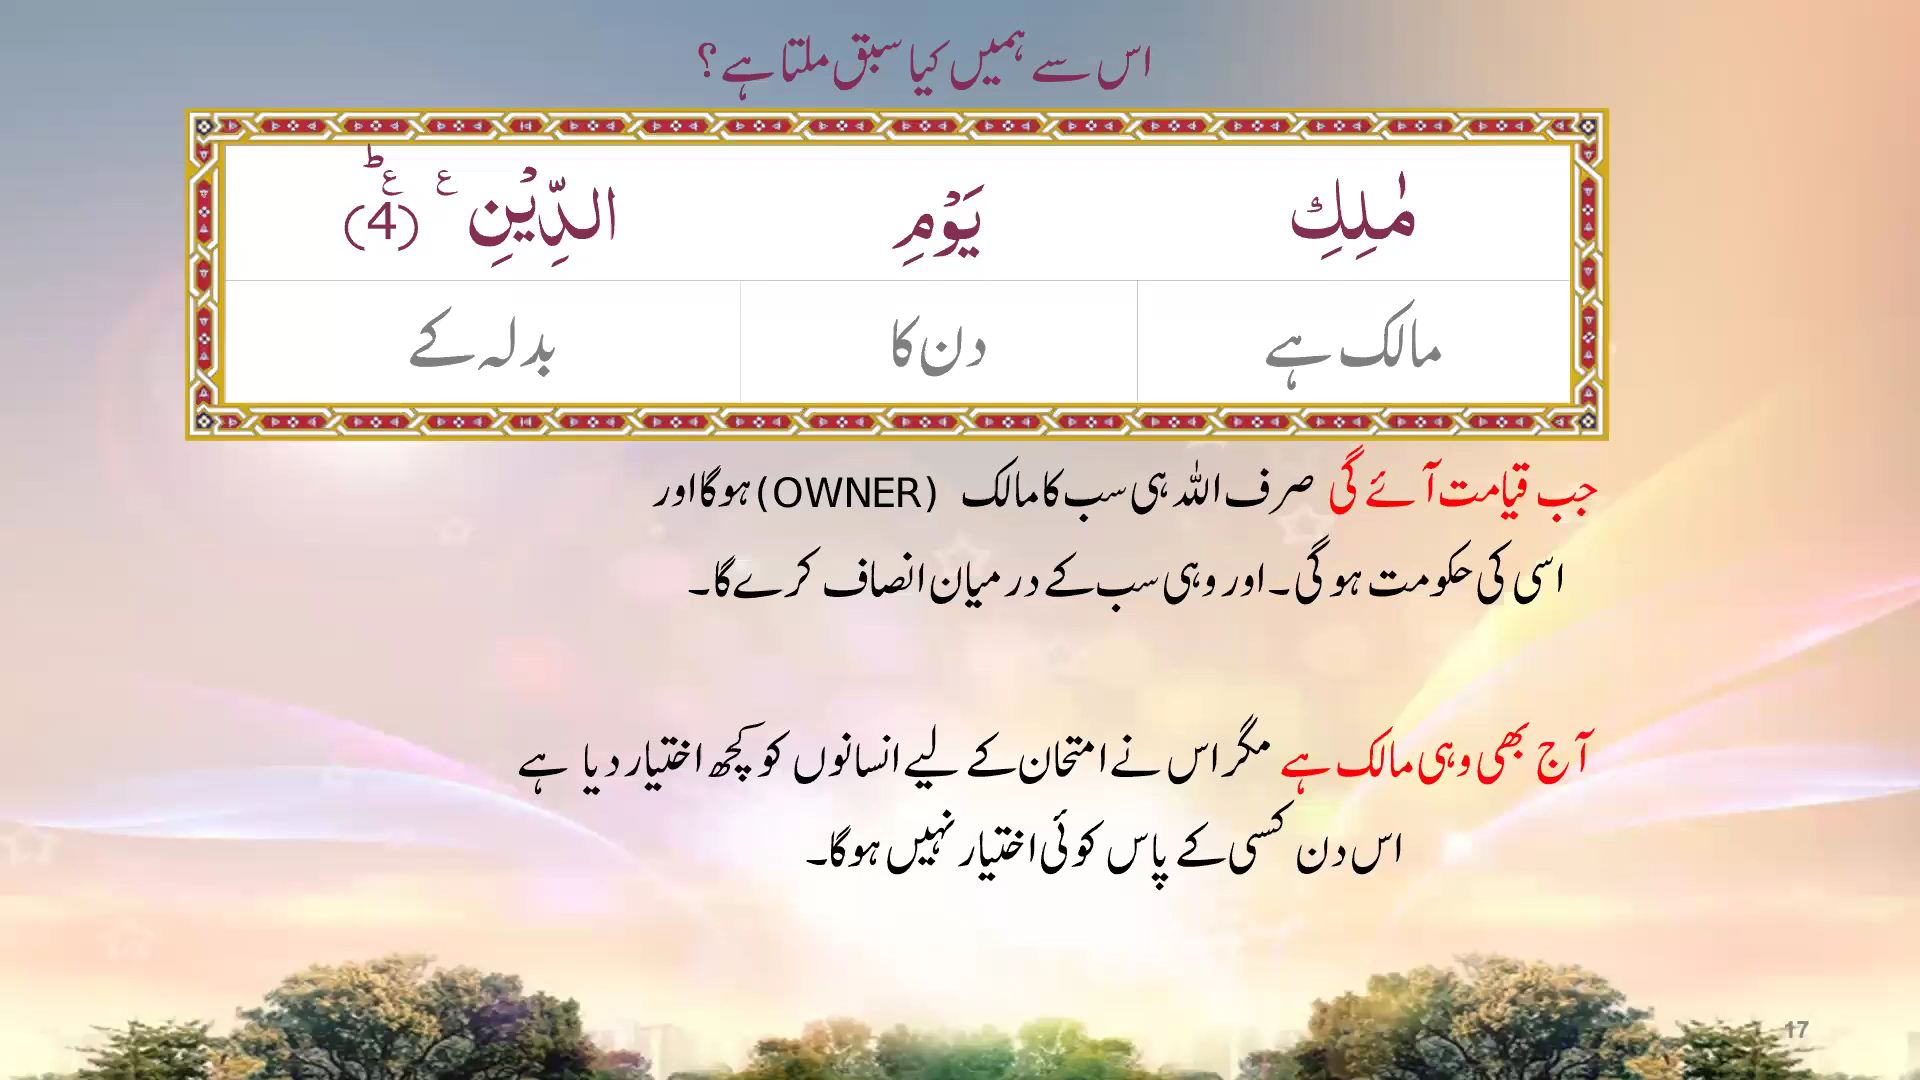 اس سے ہمیں کیا سبق ملتا ہے؟
مٰلِكِ يَوْمِ الدِّيْنِ ۧ (4)ؕ
مالک ہے دن کا بدلہ کے
جب قیامت آئے گی صرف اللہ ہی سب کا مالک (OWNER) ہوگا اور
اسی کی حکومت ہوگی۔ اور وہی سب کے درمیان انصاف کرے گا۔
آج بھی وہی مالک ہے مگر اس نے امتحان کے لیے انسانوں کو کچھ اختیار دیا ہے
اس دن کسی کے پاس کوئی اختیار نہیں ہوگا۔
17